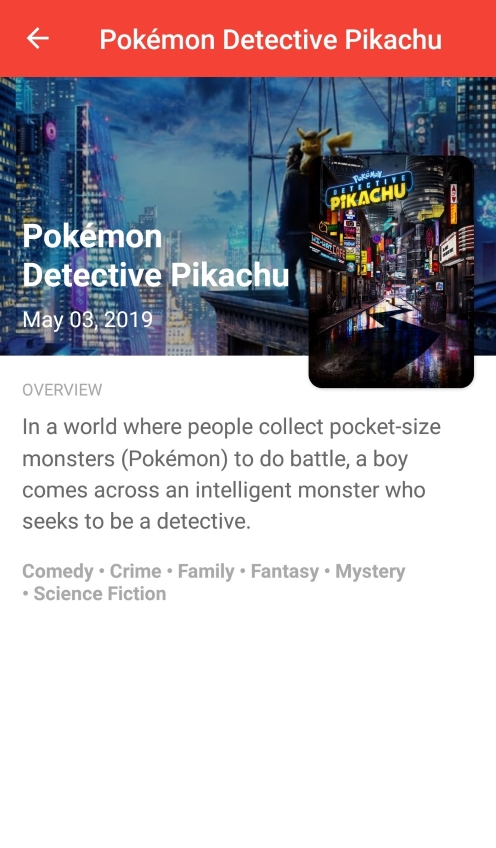 Pokémon Detective Pikachu
Pokémon
Detective Pikachu
May 03, 2019
Pokémon
DETECTIVE
PIKACHU
OVERVIEW
In a world where people collect pocket-size
monsters (Pokémon) to do battle, a boy
comes across an intelligent monster who
seeks to be a detective.
Comedy • Crime • Family • Fantasy • Mystery
• Science Fiction